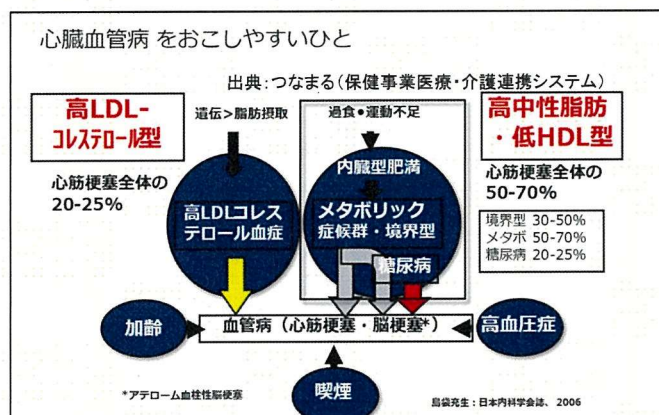 心臓血管病 をおこしやすいひと
出典：つなまる（保健事業医療・介護連携システム）
高LDL-
コレステロール型
心筋梗塞全体の
20-25%
遺伝>脂肪摂取
高LDLコレス
テロール血症
過食•運動不足
内臓型肥満
メタボリック
症候群・境界型
糖尿病
高中性脂肪
・低HDL型
心筋梗塞全体の
50-70%
境界型 30-50%
メタボ 50-70%
糖尿病 20-25%
加齢
血管病（心筋梗塞・脳梗塞*）
高血圧症
喫煙
*アテローム血栓性脳梗塞
島袋充生：日本内科学会誌、2006